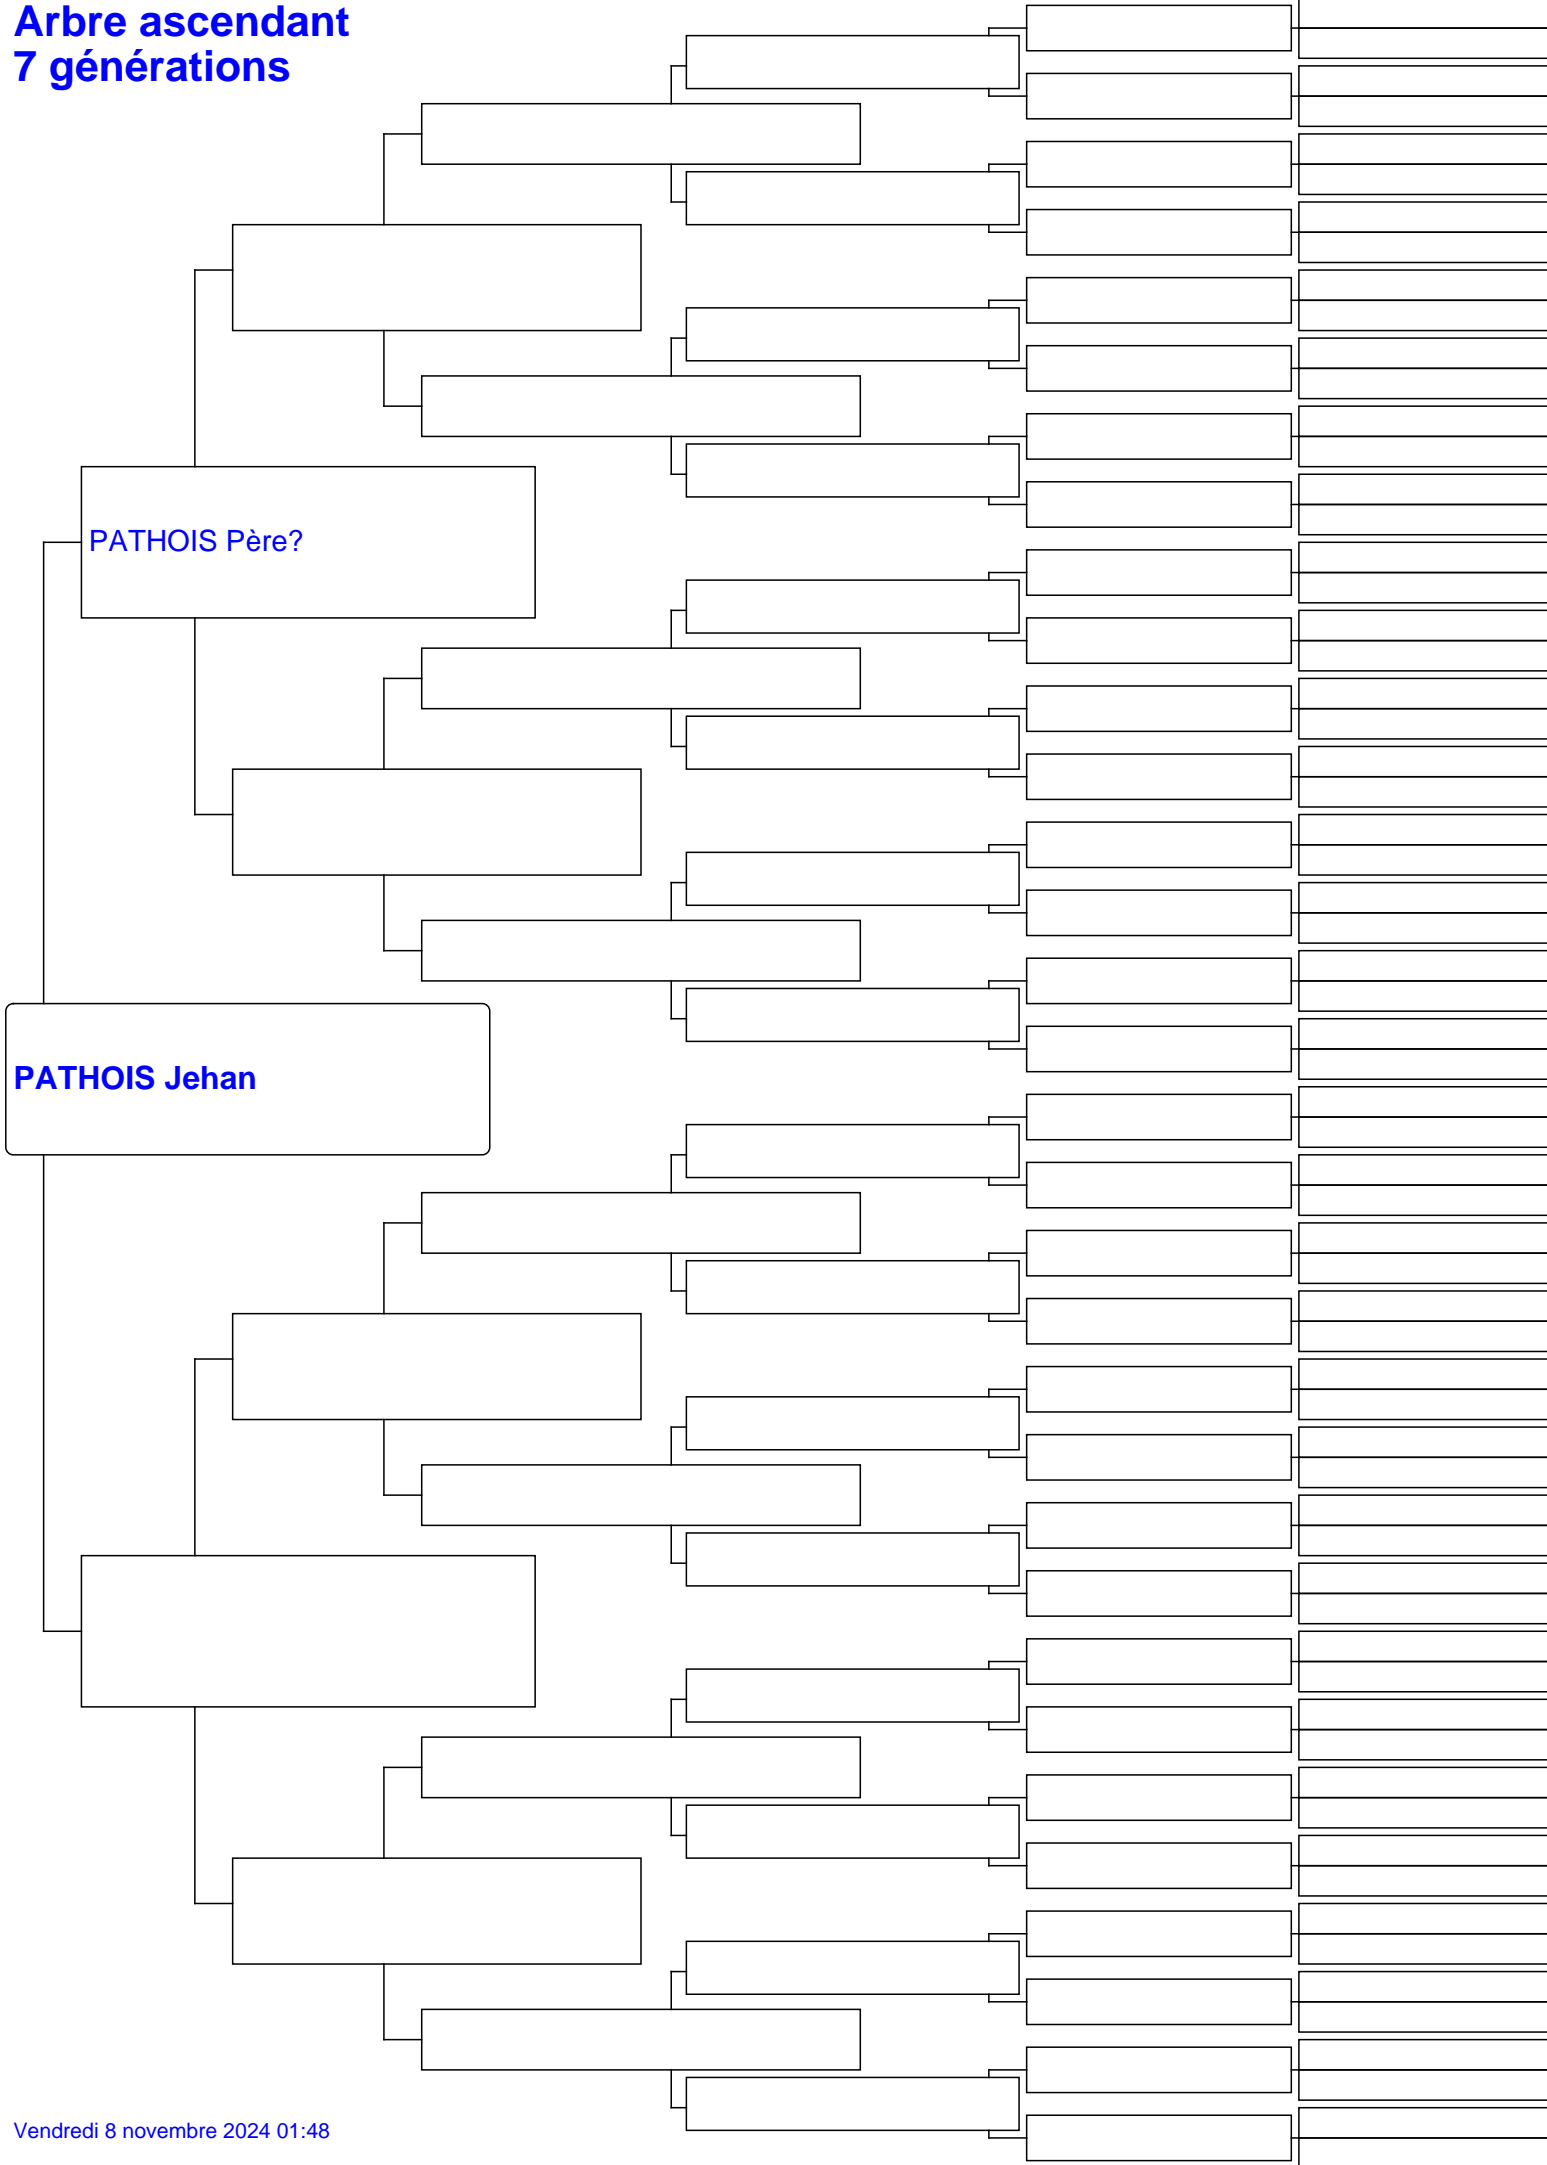 Arbre ascendant
7 générations
PATHOIS Père?
PATHOIS Jehan
Vendredi 8 novembre 2024 01:48